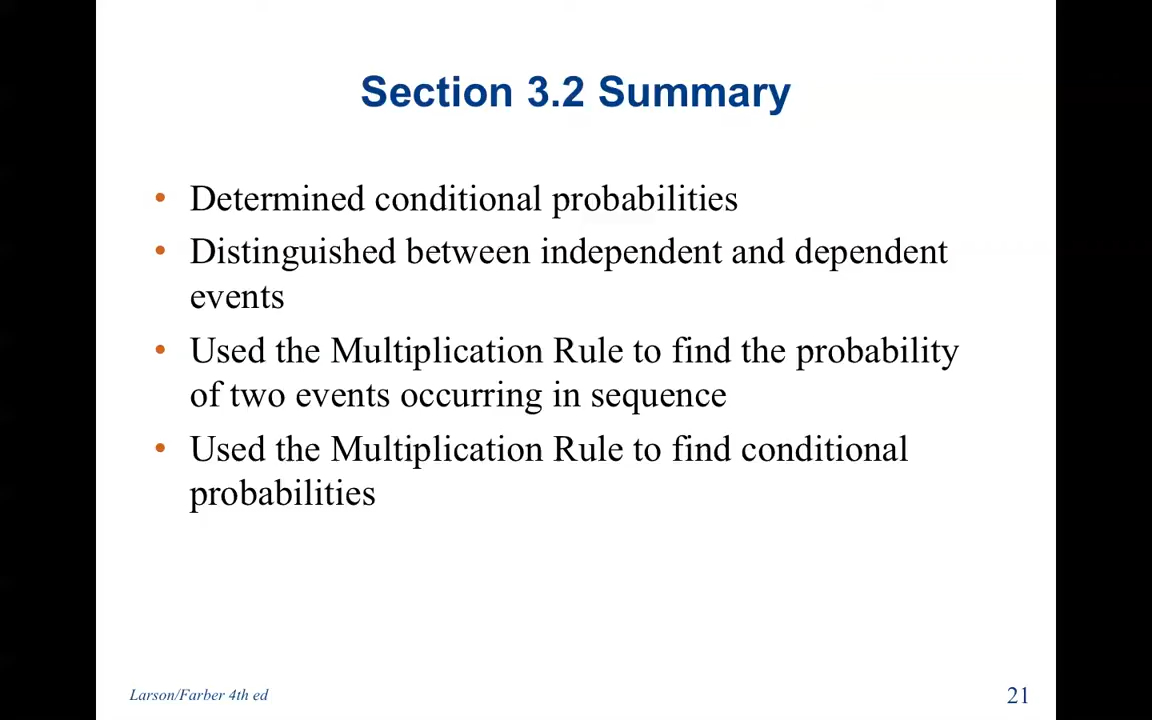 Section 3.2 Summary
• Determined conditional probabilities
• Distinguished between independent and dependent
events
• Used the Multiplication Rule to find the probability
of two events occurring in sequence
• Used the Multiplication Rule to find conditional
probabilities
Larson/Farber 4th ed
21